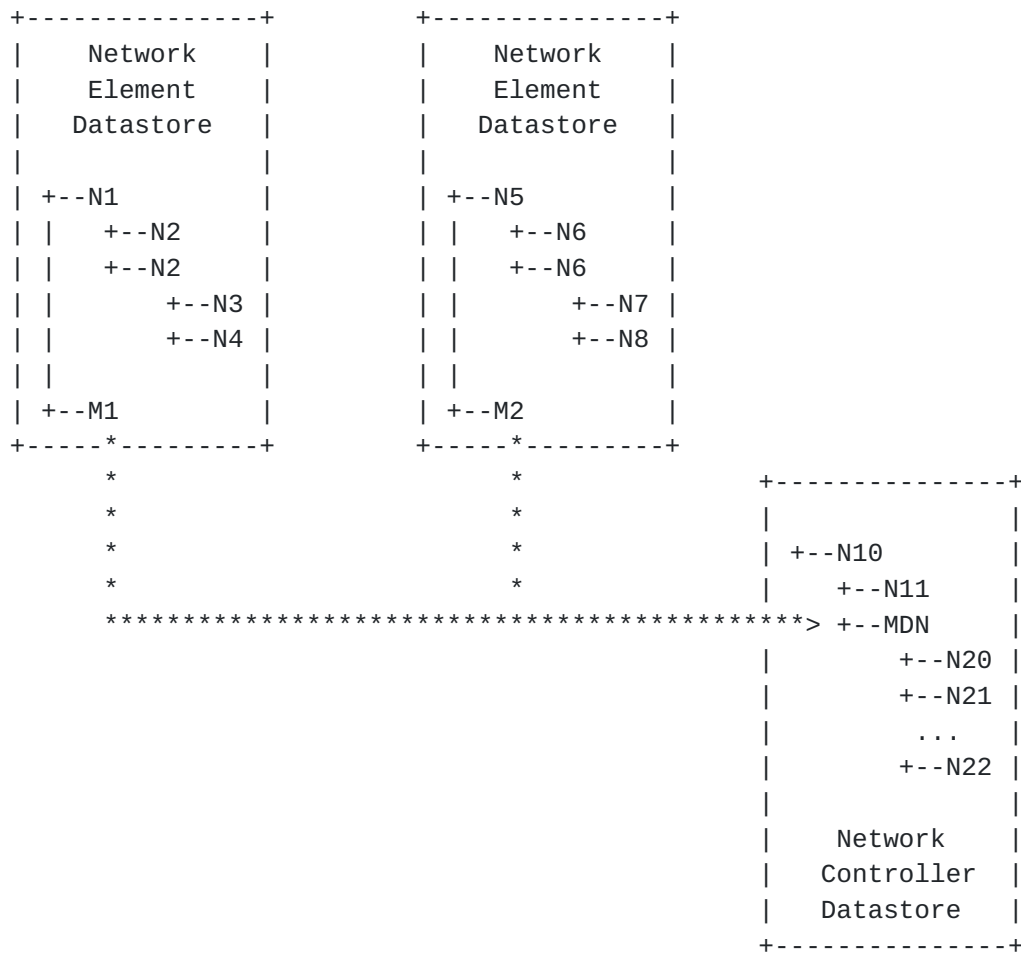 +---------------+         +---------------+
|    Network    |         |    Network    |
|    Element    |         |    Element    |
|   Datastore   |         |   Datastore   |
|               |         |               |
| +--N1         |         | +--N5         |
| |   +--N2     |         | |   +--N6     |
| |   +--N2     |         | |   +--N6     |
| |       +--N3 |         | |       +--N7 |
| |       +--N4 |         | |       +--N8 |
| |             |         | |             |
| +--M1         |         | +--M2         |
+-----*---------+         +-----*---------+
      *                         *               +---------------+
      *                         *               |               |
      *                         *               | +--N10        |
      *                         *               |    +--N11     |
      *********************************************> +--MDN     |
                                                |        +--N20 |
                                                |        +--N21 |
                                                |         ...   |
                                                |        +--N22 |
                                                |               |
                                                |    Network    |
                                                |   Controller  |
                                                |   Datastore   |
                                                +---------------+